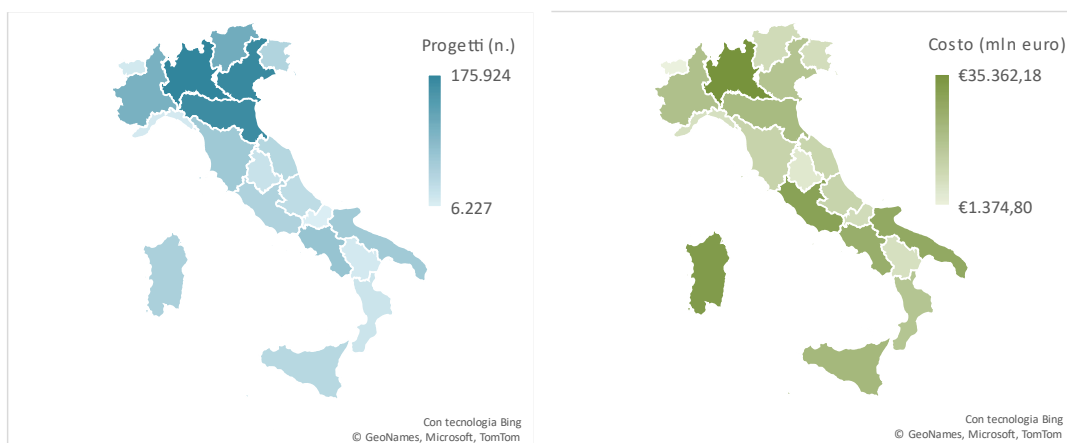 Progetti (n.)
175.924
6.227
Con tecnologia Bing
© GeoNames, Microsoft, TomTom
Costo (mln euro)
€35.362,18
€1.374,80
Con tecnologia Bing
© GeoNames, Microsoft, TomTom